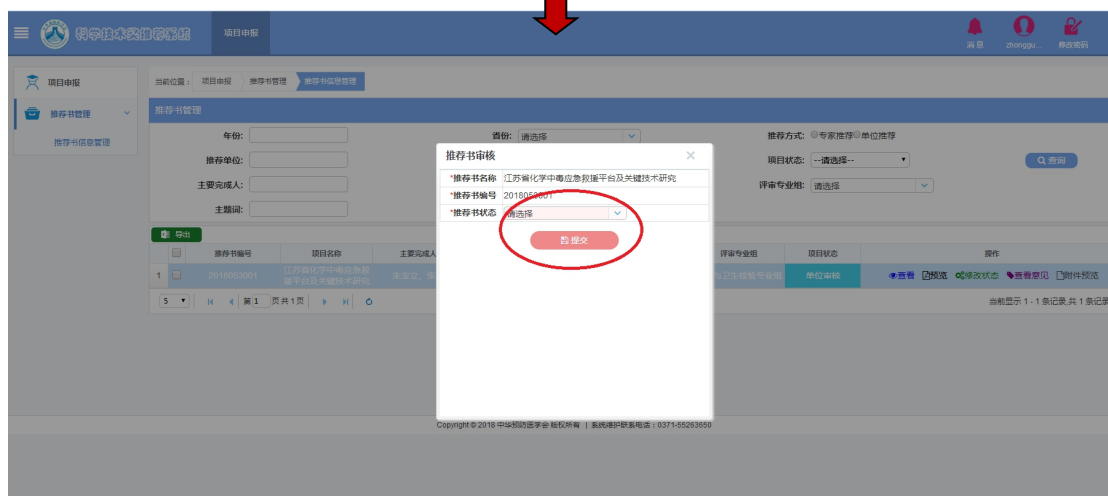 科学技术奖推荐系统 项目申报 消息 zhonggu... 修改密码
项目申报
推荐书管理
推荐书信息管理
当前位置： 项目申报 推荐书管理 推荐书信息管理
推荐书管理
年份: 省份: 请选择 推荐方式: 专家推荐 单位推荐
推荐单位: 项目状态: --请选择-- 查询
主要完成人: 评审专业组: 请选择
主题词:
推荐书审核 ×
*推荐书名称 江苏省化学中毒应急救援平台及关键技术研究
*推荐书编号 2018053001
*推荐书状态 请选择
提交
导出
推荐书编号 项目名称 主要完成人 评审专业组 项目状态 操作
1 2018053001 江苏省化学中毒应急救援平台及关键技术研究 卫生检验专业组 单位审核 查看 预览 修改状态 查看意见 附件预览
5 第 1 页共1页 当前显示 1 - 1 条记录,共 1 条记录
Copyright © 2018 中华预防医学会 版权所有 | 系统维护联系电话：0371-55263650